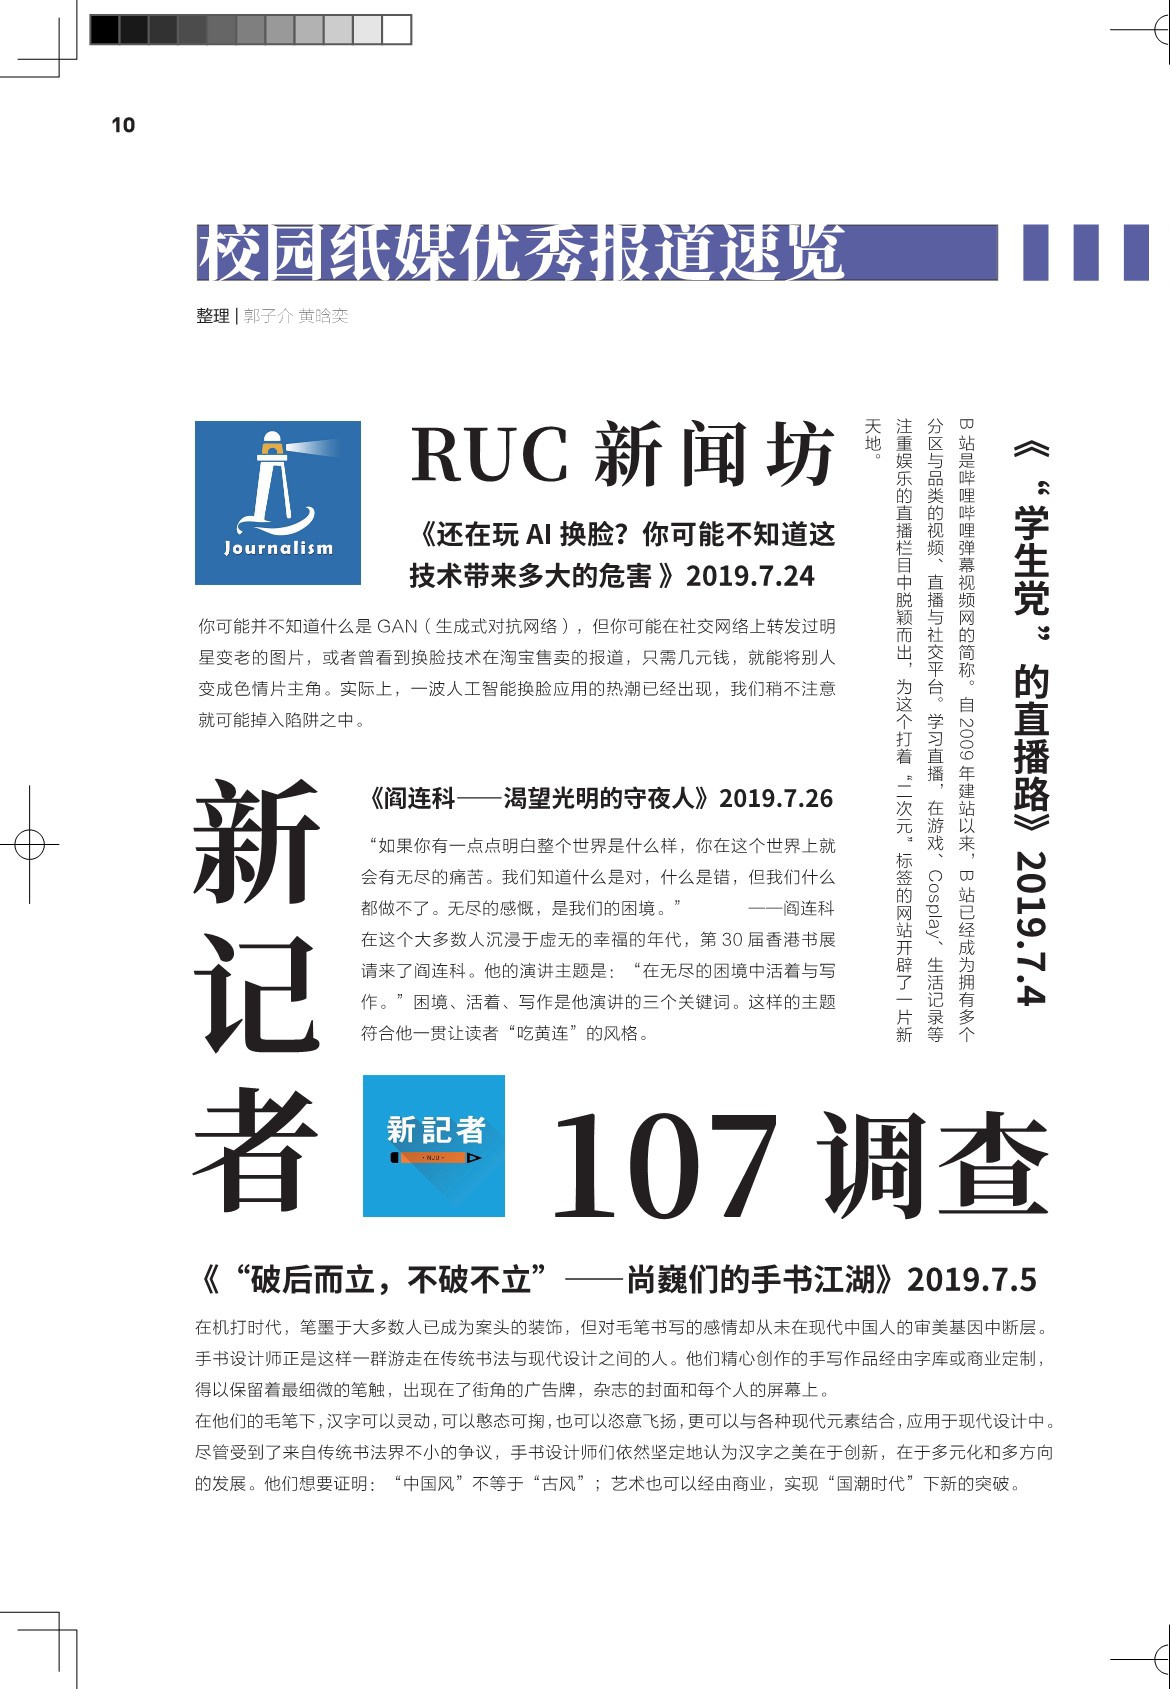 10
校园纸媒优秀报道速览
整理 | 郭子介 黄晗奕
Journalism
RUC 新闻坊
《还在玩 AI 换脸？你可能不知道这
技术带来多大的危害 》2019.7.24
你可能并不知道什么是 GAN（生成式对抗网络），但你可能在社交网络上转发过明
星变老的图片，或者曾看到换脸技术在淘宝售卖的报道，只需几元钱，就能将别人
变成色情片主角。实际上，一波人工智能换脸应用的热潮已经出现，我们稍不注意
就可能掉入陷阱之中。
《“学生党”的直播路》2019.7.4
B 站是哔哩哔哩弹幕视频网的简称。自 2009 年建站以来，B 站已经成为拥有多个
分区与品类的视频、直播与社交平台。学习直播，在游戏、Cosplay、生活记录等
注重娱乐的直播栏目中脱颖而出，为这个打着“二次元”标签的网站开辟了一片新
天地。
新记者
《阎连科——渴望光明的守夜人》2019.7.26
“如果你有一点点明白整个世界是什么样，你在这个世界上就
会有无尽的痛苦。我们知道什么是对，什么是错，但我们什么
都做不了。无尽的感慨，是我们的困境。” ——阎连科
在这个大多数人沉浸于虚无的幸福的年代，第 30 届香港书展
请来了阎连科。他的演讲主题是：“在无尽的困境中活着与写
作。”困境、活着、写作是他演讲的三个关键词。这样的主题
符合他一贯让读者“吃黄连”的风格。
新記者
· NJU ·
107 调查
《“破后而立，不破不立”——尚巍们的手书江湖》2019.7.5
在机打时代，笔墨于大多数人已成为案头的装饰，但对毛笔书写的感情却从未在现代中国人的审美基因中断层。
手书设计师正是这样一群游走在传统书法与现代设计之间的人。他们精心创作的手写作品经由字库或商业定制，
得以保留着最细微的笔触，出现在了街角的广告牌，杂志的封面和每个人的屏幕上。
在他们的毛笔下，汉字可以灵动，可以憨态可掬，也可以恣意飞扬，更可以与各种现代元素结合，应用于现代设计中。
尽管受到了来自传统书法界不小的争议，手书设计师们依然坚定地认为汉字之美在于创新，在于多元化和多方向
的发展。他们想要证明：“中国风”不等于“古风”；艺术也可以经由商业，实现“国潮时代”下新的突破。